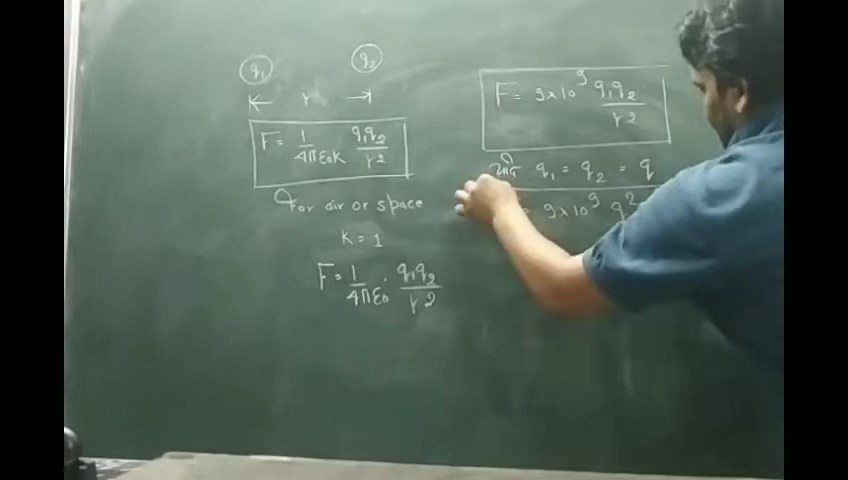 q₁ q₂
r
F = 1/4πε₀K q₁q₂/r²
For air or space
K = 1
F = 1/4πε₀ . q₁q₂/r²
F = 9×10⁹ q₁q₂/r²
यदि q₁ = q₂ = q
= 9×10⁹ q²